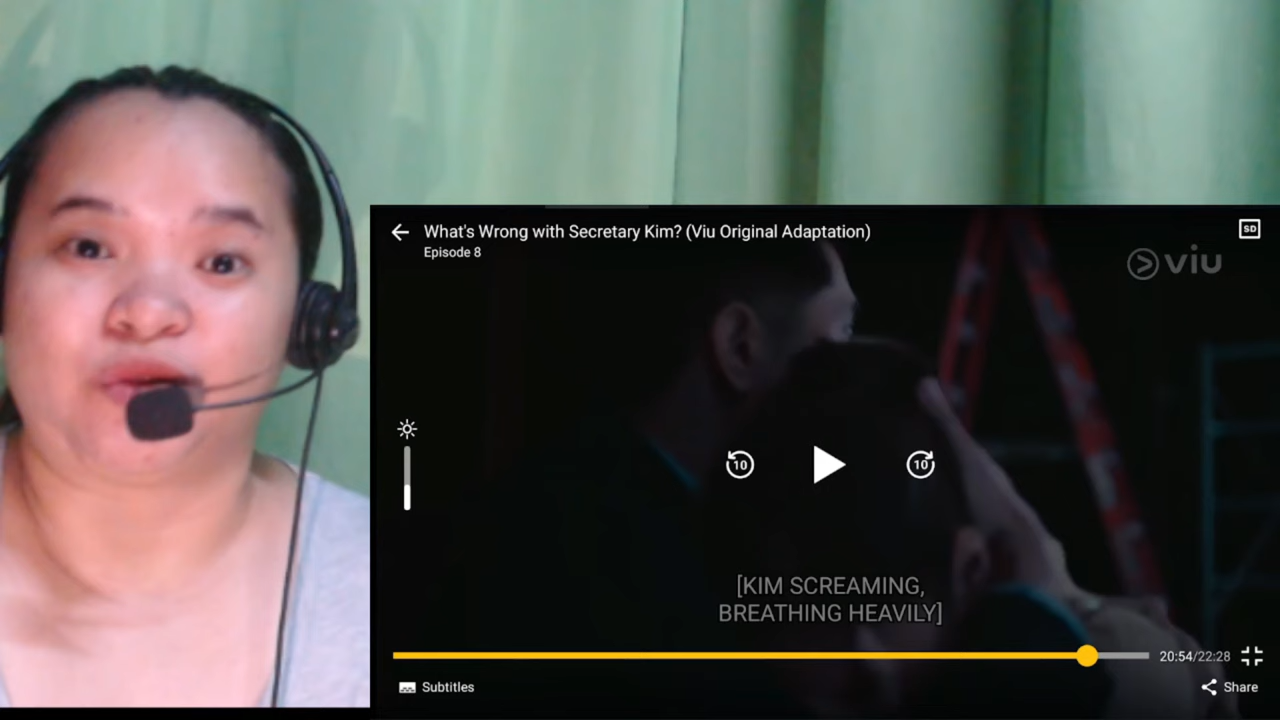 What's Wrong with Secretary Kim? (Viu Original Adaptation)
SD
Episode 8
viu
10
10
[KIM SCREAMING,
BREATHING HEAVILY]
20:54/22:28
Subtitles
Share